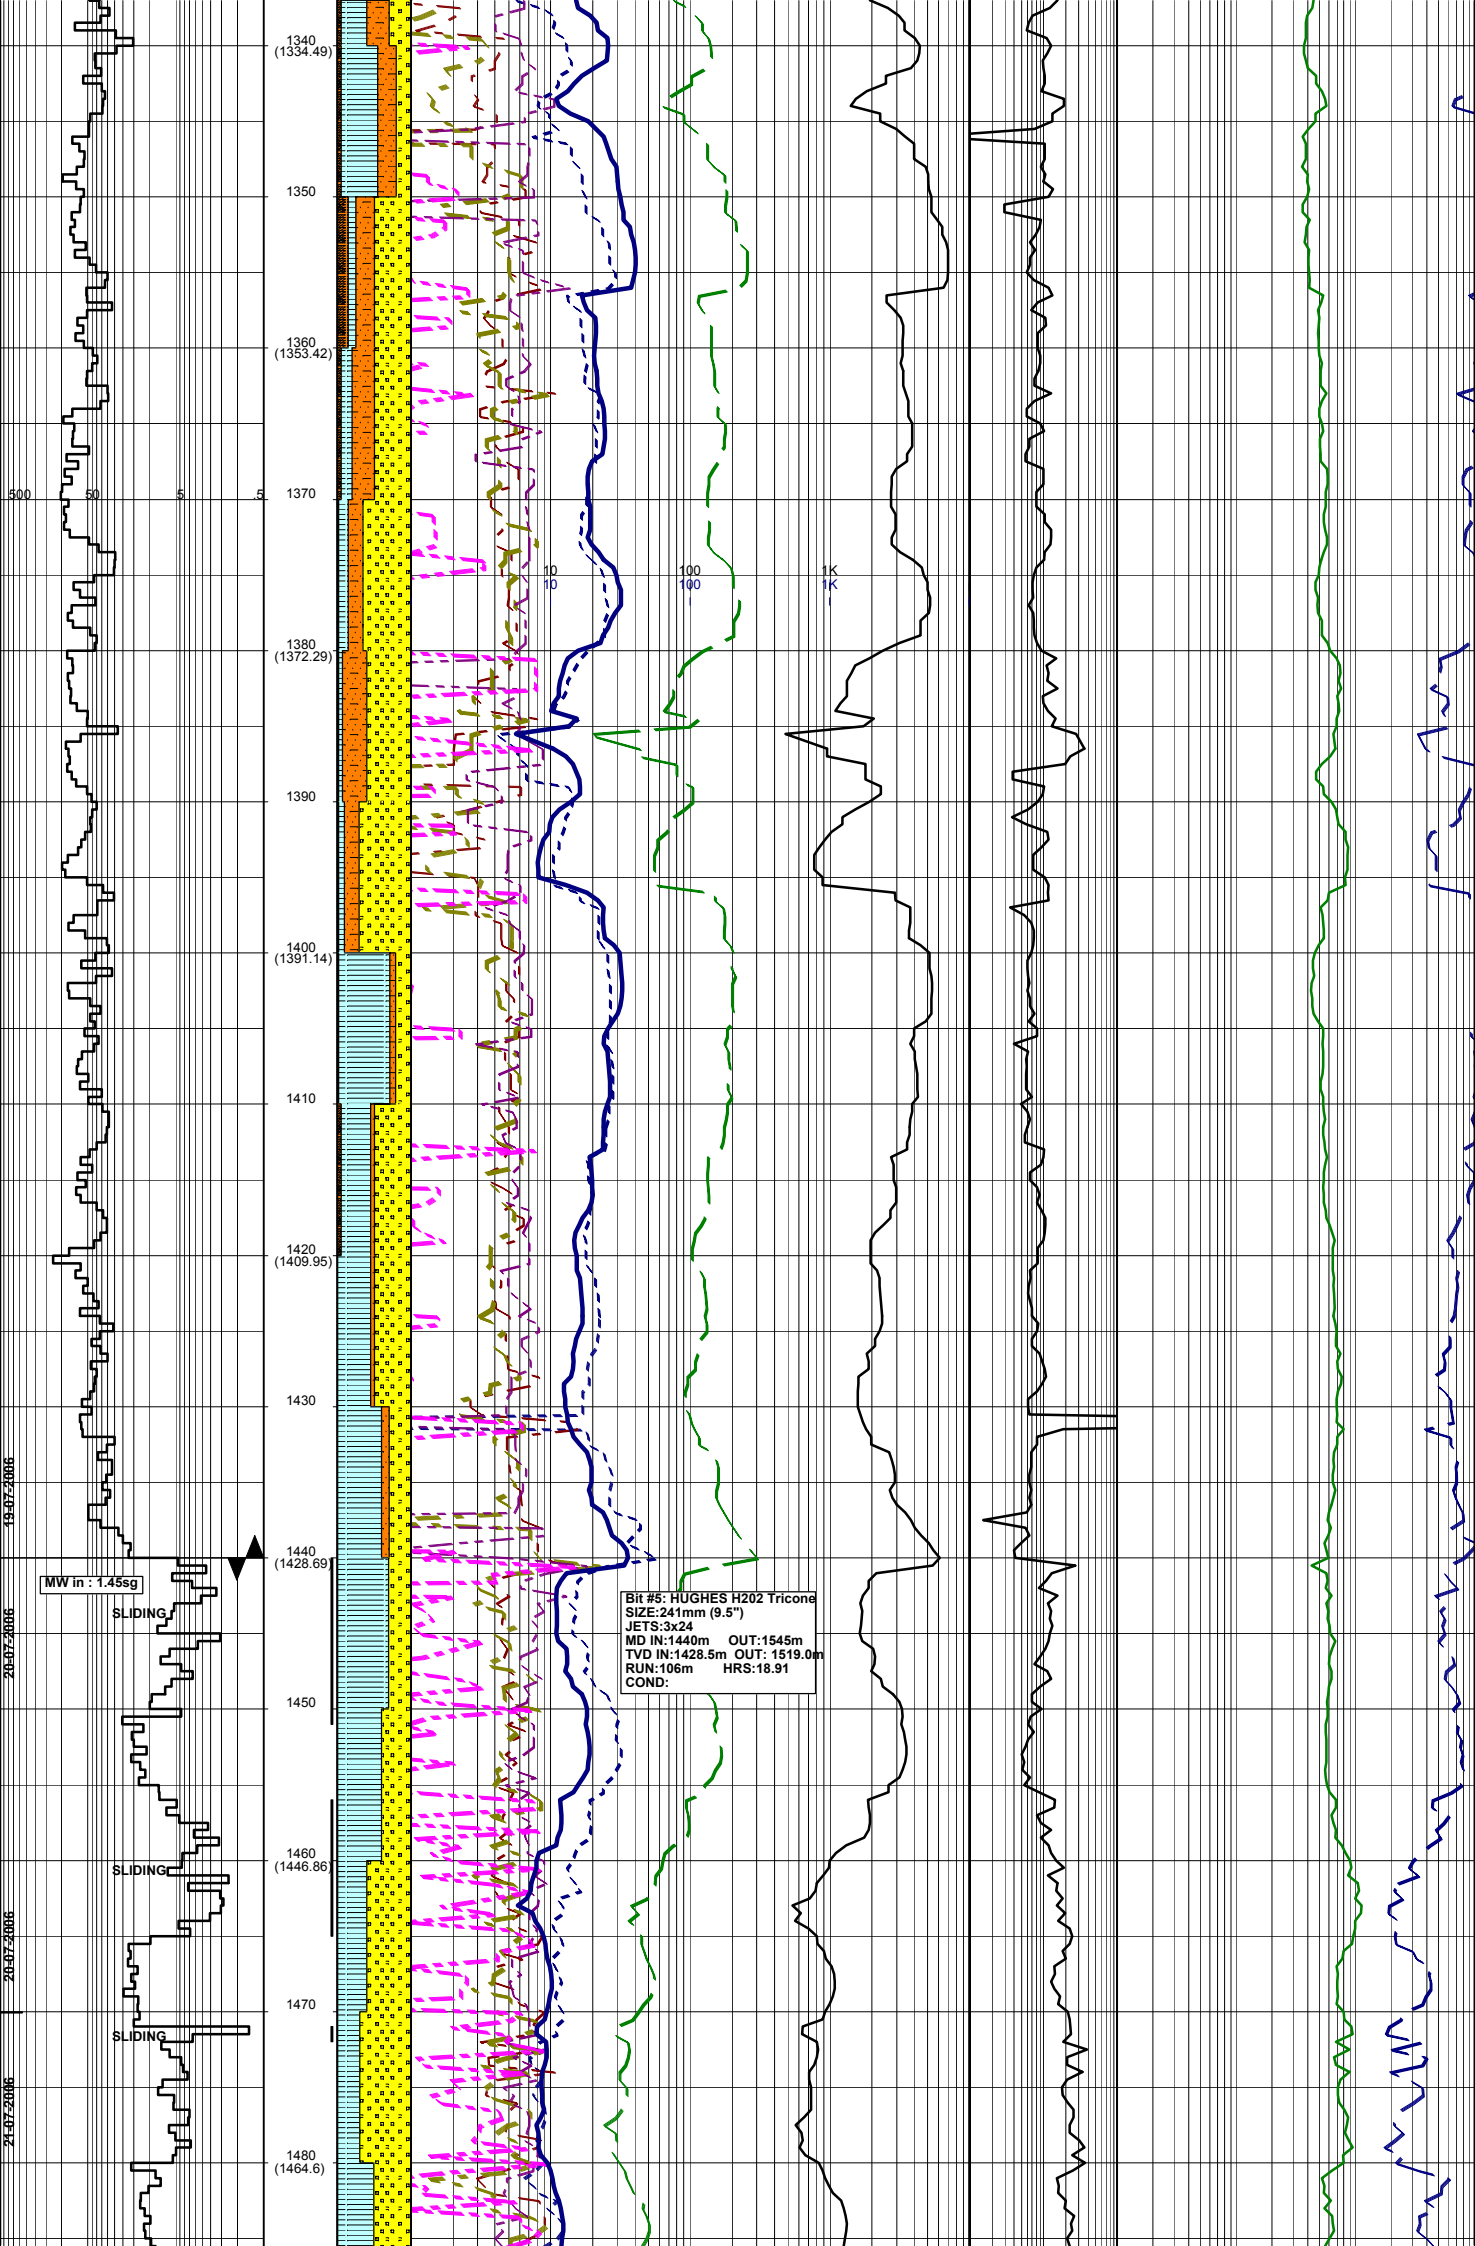 1340
(1334.49)
1350
1360
(1353.42)
500 50 5 .5
1370
10 100 1K
10 100 1K
1380
(1372.29)
1390
1400
(1391.14)
1410
1420
(1409.95)
1430
19-07-2006
1440
(1428.69)
MW in : 1.45sg
SLIDING
20-07-2006
Bit #5: HUGHES H202 Tricone
SIZE:241mm (9.5")
JETS:3x24
MD IN:1440m OUT:1545m
TVD IN:1428.5m OUT: 1519.0m
RUN:106m HRS:18.91
COND:
1450
1460
(1446.86)
SLIDING
20-07-2006
1470
SLIDING
21-07-2006
1480
(1464.6)